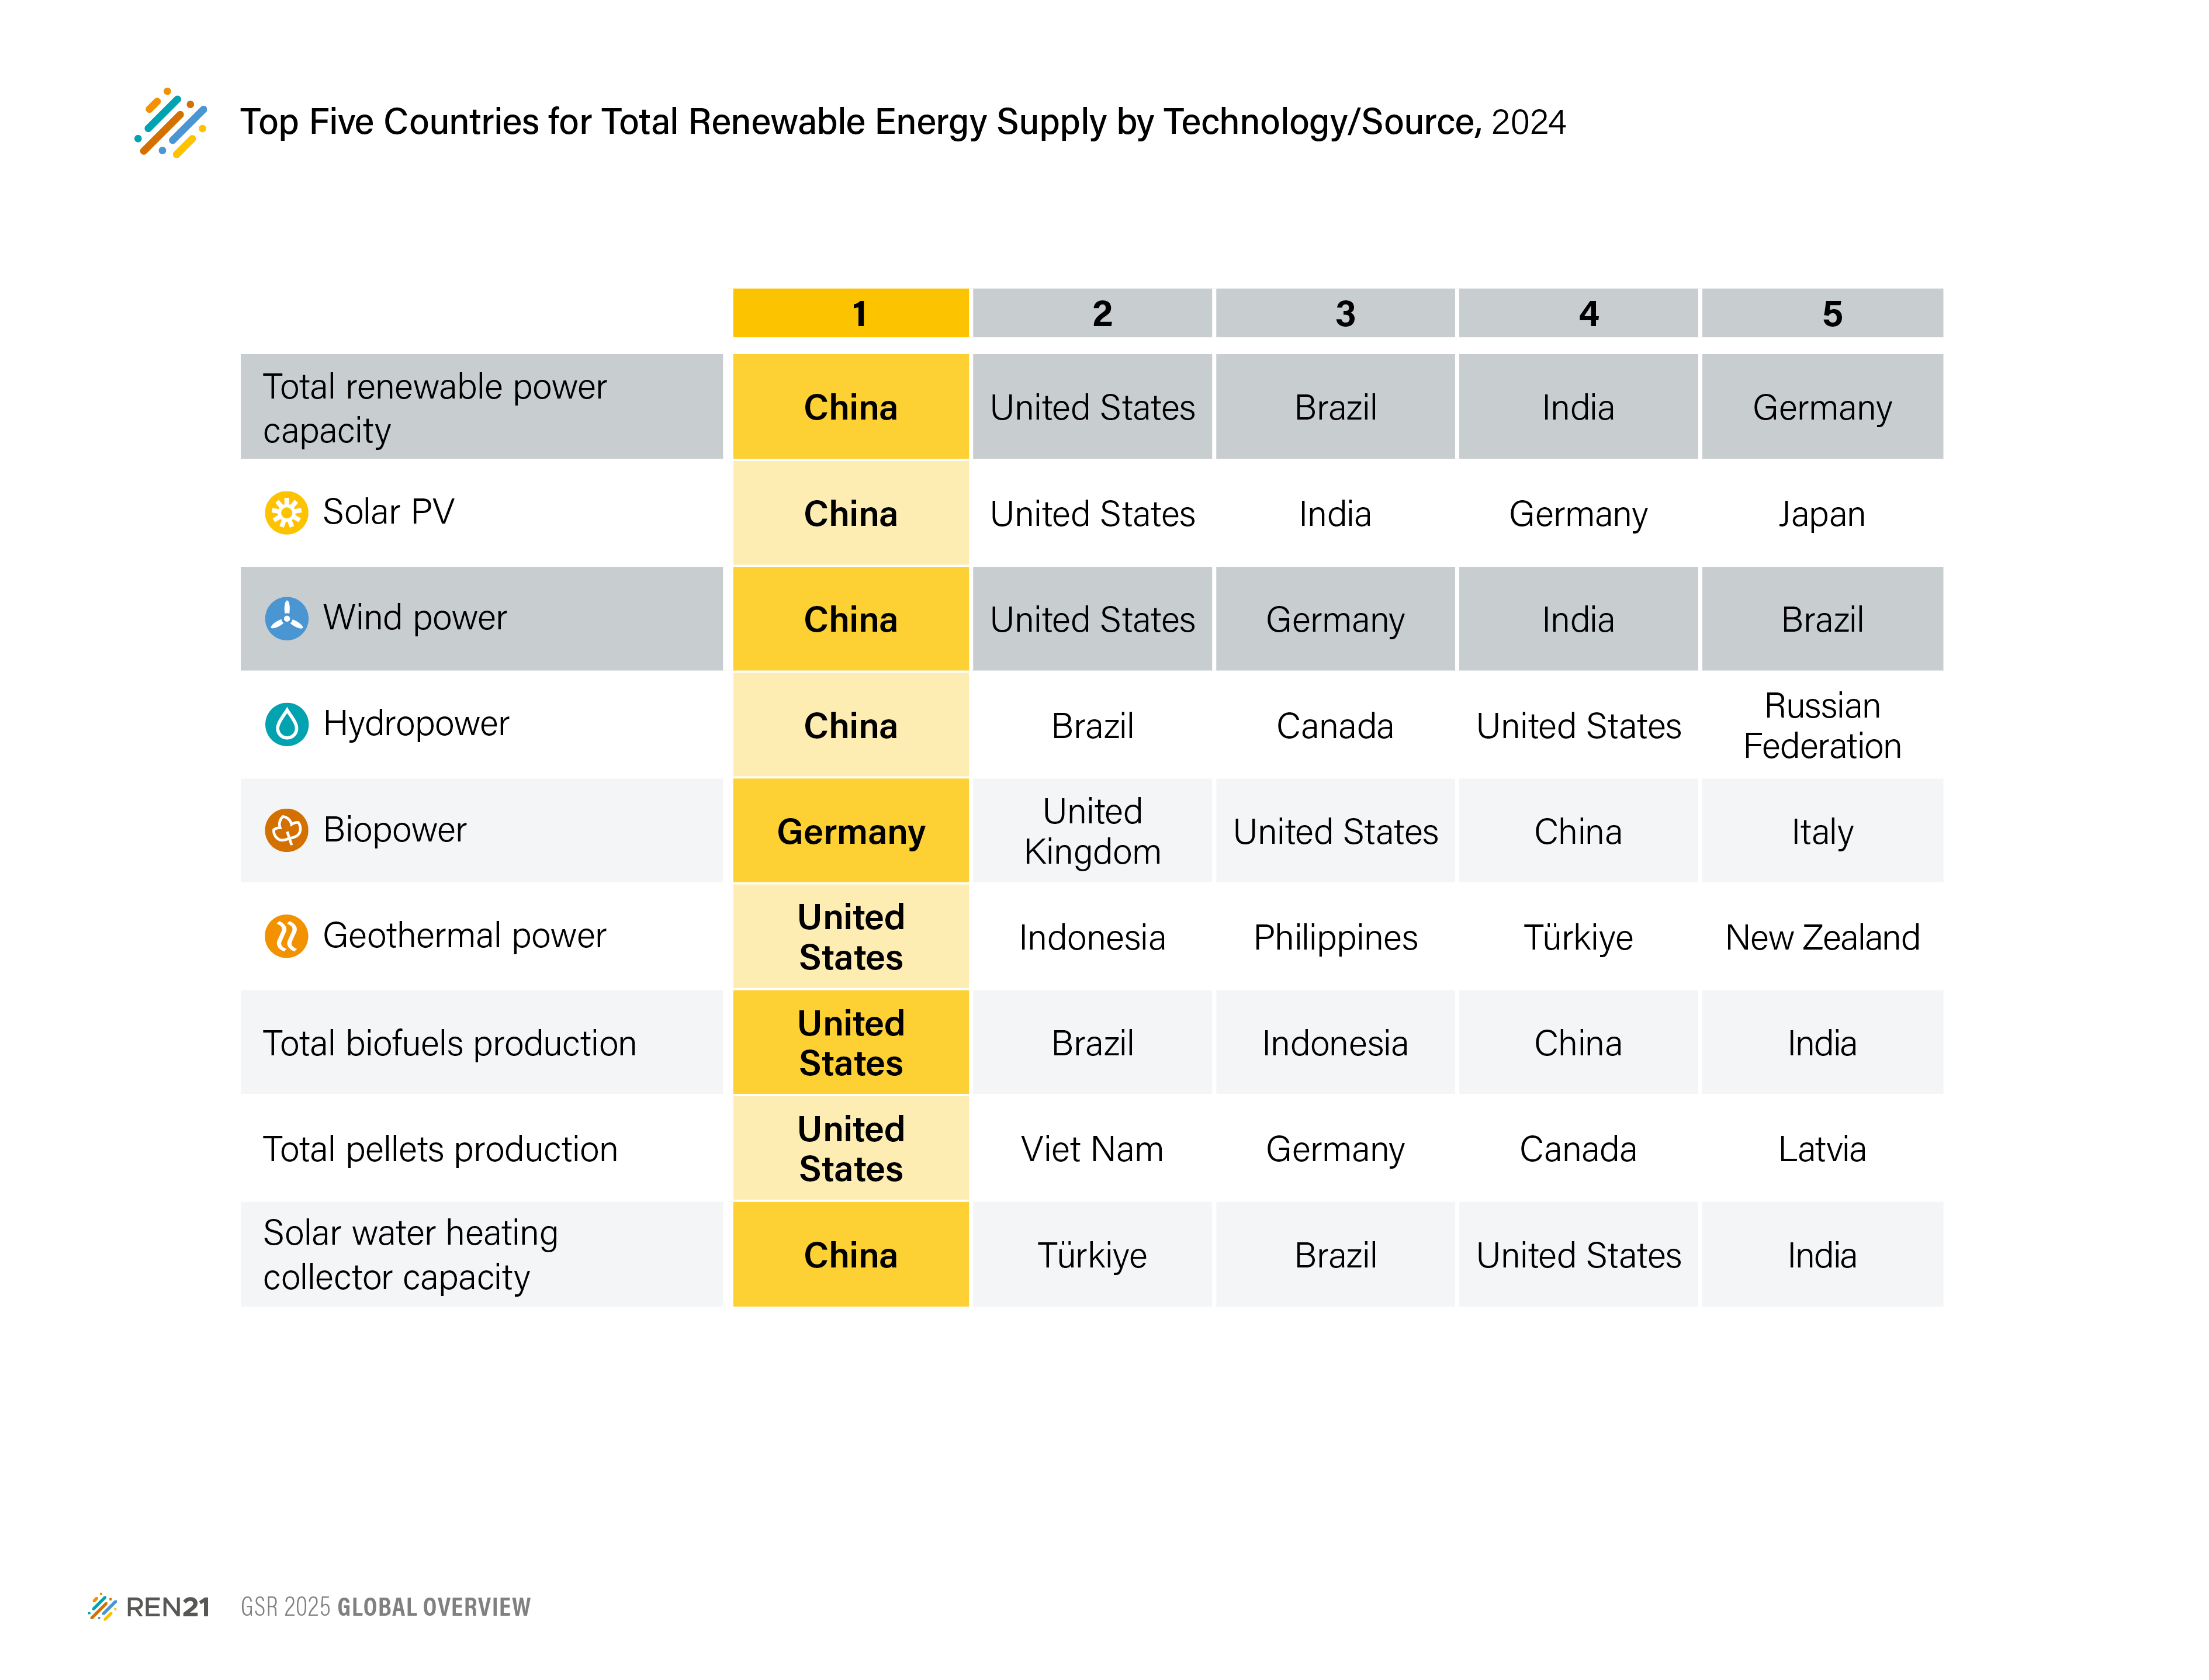 Top Five Countries for Total Renewable Energy Supply by Technology/Source, 2024
1 2 3 4 5
Total renewable power
capacity
China United States Brazil India Germany
Solar PV China United States India Germany Japan
Wind power China United States Germany India Brazil
Hydropower China Brazil Canada United States Russian
Federation
Biopower Germany United
Kingdom United States China Italy
Geothermal power United
States Indonesia Philippines Türkiye New Zealand
Total biofuels production United
States Brazil Indonesia China India
Total pellets production United
States Viet Nam Germany Canada Latvia
Solar water heating
collector capacity
China Türkiye Brazil United States India
REN21 GSR 2025 GLOBAL OVERVIEW